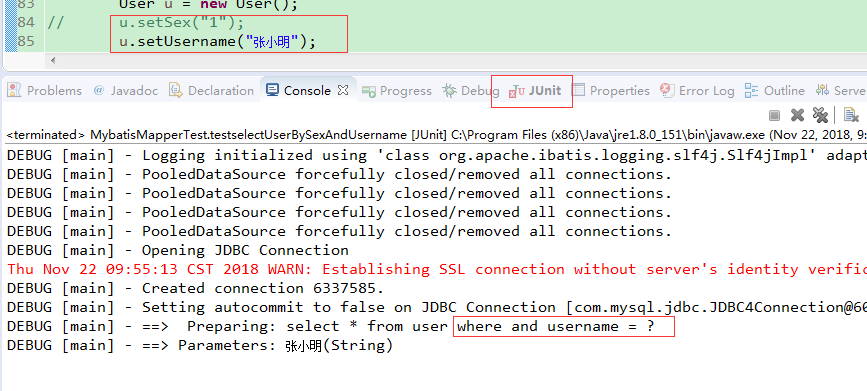 83 User u = new User();
84 // u.setSex("1");
85 u.setUsername("张小明");
Problems @ Javadoc Declaration Console Progress Debug JUnit Properties Error Log Outline Serve
<terminated> MybatisMapperTest.testselectUserBySexAndUsername [JUnit] C:\Program Files (x86)\Java\jre1.8.0_151\bin\javaw.exe (Nov 22, 2018, 9:
DEBUG [main] - Logging initialized using 'class org.apache.ibatis.logging.slf4j.Slf4jImpl' adapt
DEBUG [main] - PooledDataSource forcefully closed/removed all connections.
DEBUG [main] - PooledDataSource forcefully closed/removed all connections.
DEBUG [main] - PooledDataSource forcefully closed/removed all connections.
DEBUG [main] - PooledDataSource forcefully closed/removed all connections.
DEBUG [main] - Opening JDBC Connection
Thu Nov 22 09:55:13 CST 2018 WARN: Establishing SSL connection without server's identity verific
DEBUG [main] - Created connection 6337585.
DEBUG [main] - Setting autocommit to false on JDBC Connection [com.mysql.jdbc.JDBC4Connection@60
DEBUG [main] - ==>  Preparing: select * from user where and username = ?
DEBUG [main] - ==> Parameters: 张小明(String)